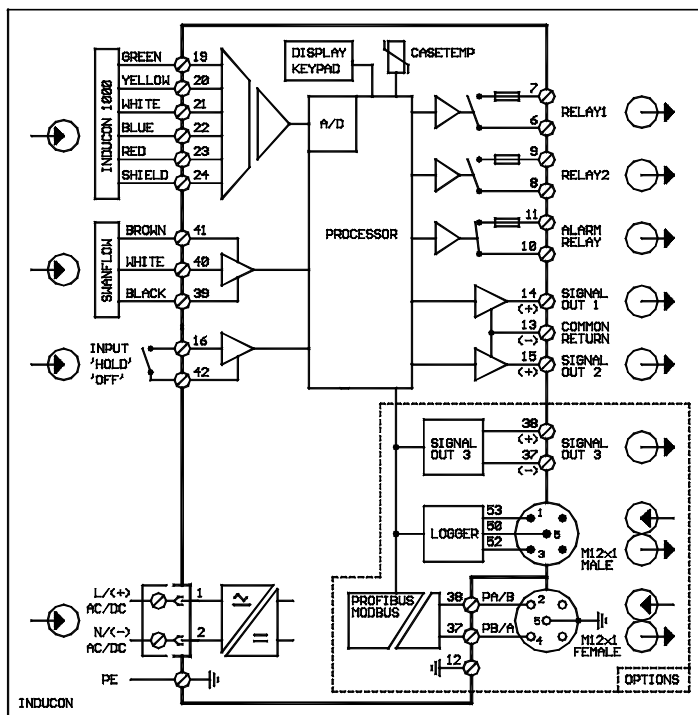 GREEN 19
YELLOW 20
WHITE 21
BLUE 22
RED 23
SHIELD 24
INDUCON 1000
DISPLAY
KEYPAD
CASETEMP
A/D
PROCESSOR
7
6
RELAY1
9
8
RELAY2
11
10
ALARM
RELAY
BROWN 41
WHITE 40
BLACK 39
SWANFLOW
14
(+)
SIGNAL
OUT 1
13
(-)
COMMON
RETURN
15
(+)
SIGNAL
OUT 2
INPUT
'HOLD'
'OFF'
16
42
SIGNAL
OUT 3
38
(+)
37
(-)
SIGNAL
OUT 3
LOGGER
53
50
52
1
5
3
M12x1
MALE
L/(+)
AC/DC
1
N/(-)
AC/DC
2
PE
PROFIBUS
MODBUS
38 PA/B
37 PB/A
12
2
5
4
M12x1
FEMALE
OPTIONS
INDUCON